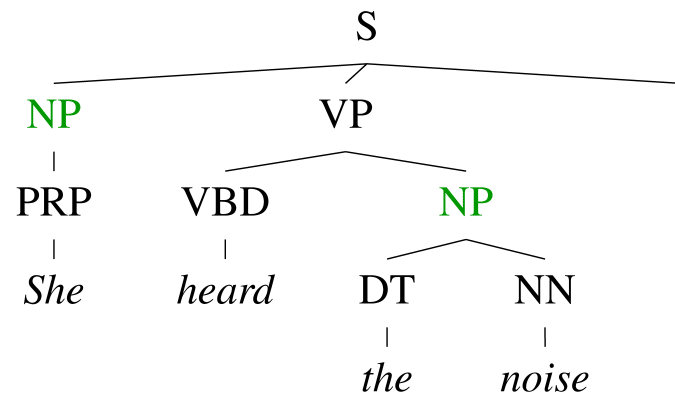 S
NP VP
PRP VBD NP
She heard DT NN
the noise